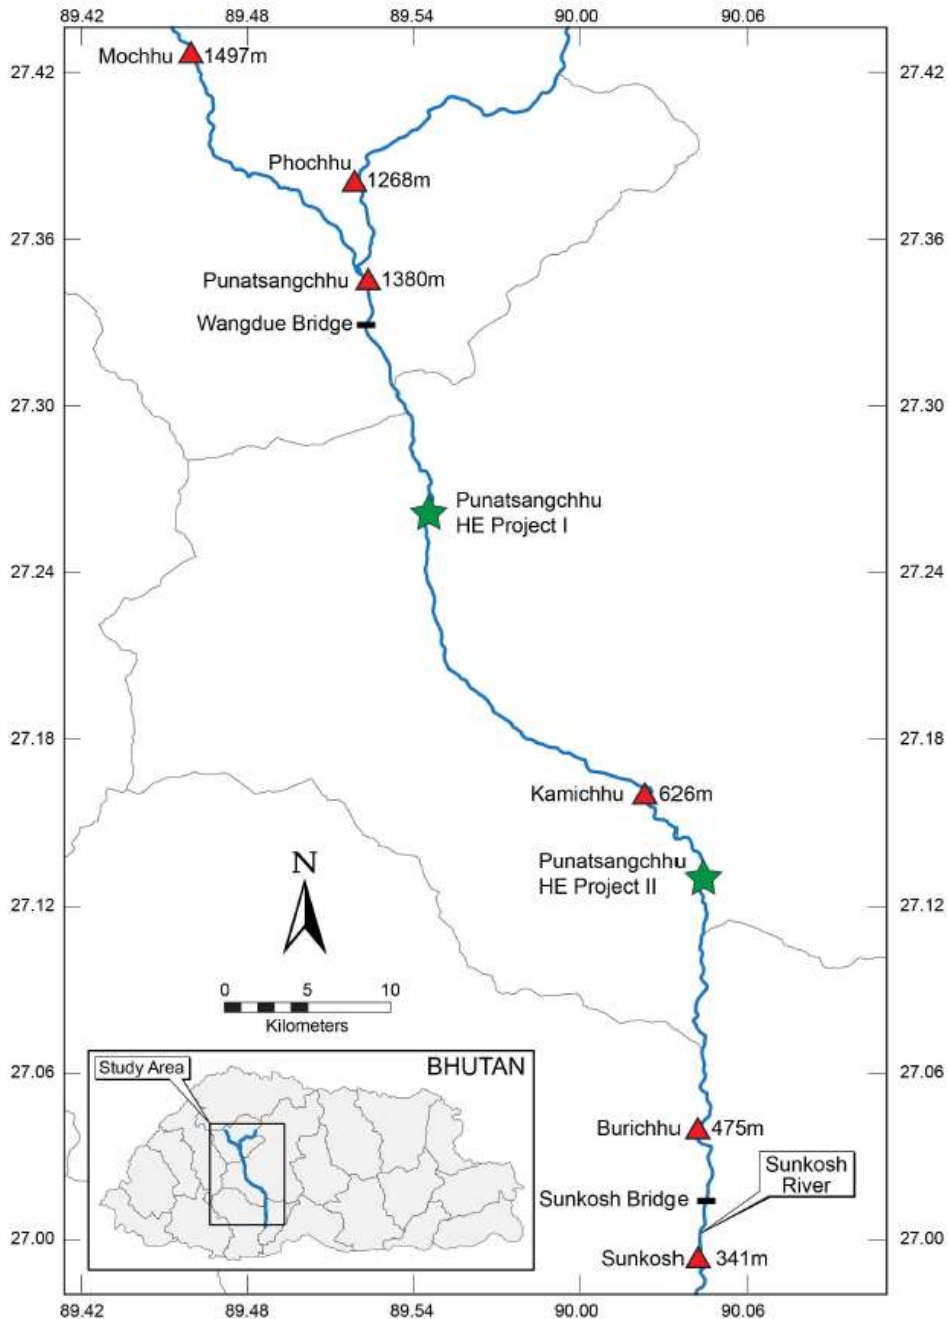 89.42 89.48 89.54 90.00 90.06
Mochhu 1497m
27.42 27.42
Phochhu
1268m
27.36 27.36
Punatsangchhu 1380m
Wangdue Bridge
27.30 27.30
Punatsangchhu
HE Project I
27.24 27.24
27.18 27.18
Kamichhu 626m
Punatsangchhu
HE Project II
N
27.12 27.12
0 5 10
Kilometers
27.06 27.06
Study Area
BHUTAN
Burichhu 475m
Sunkosh
River
Sunkosh Bridge
27.00 27.00
Sunkosh 341m
89.42 89.48 89.54 90.00 90.06